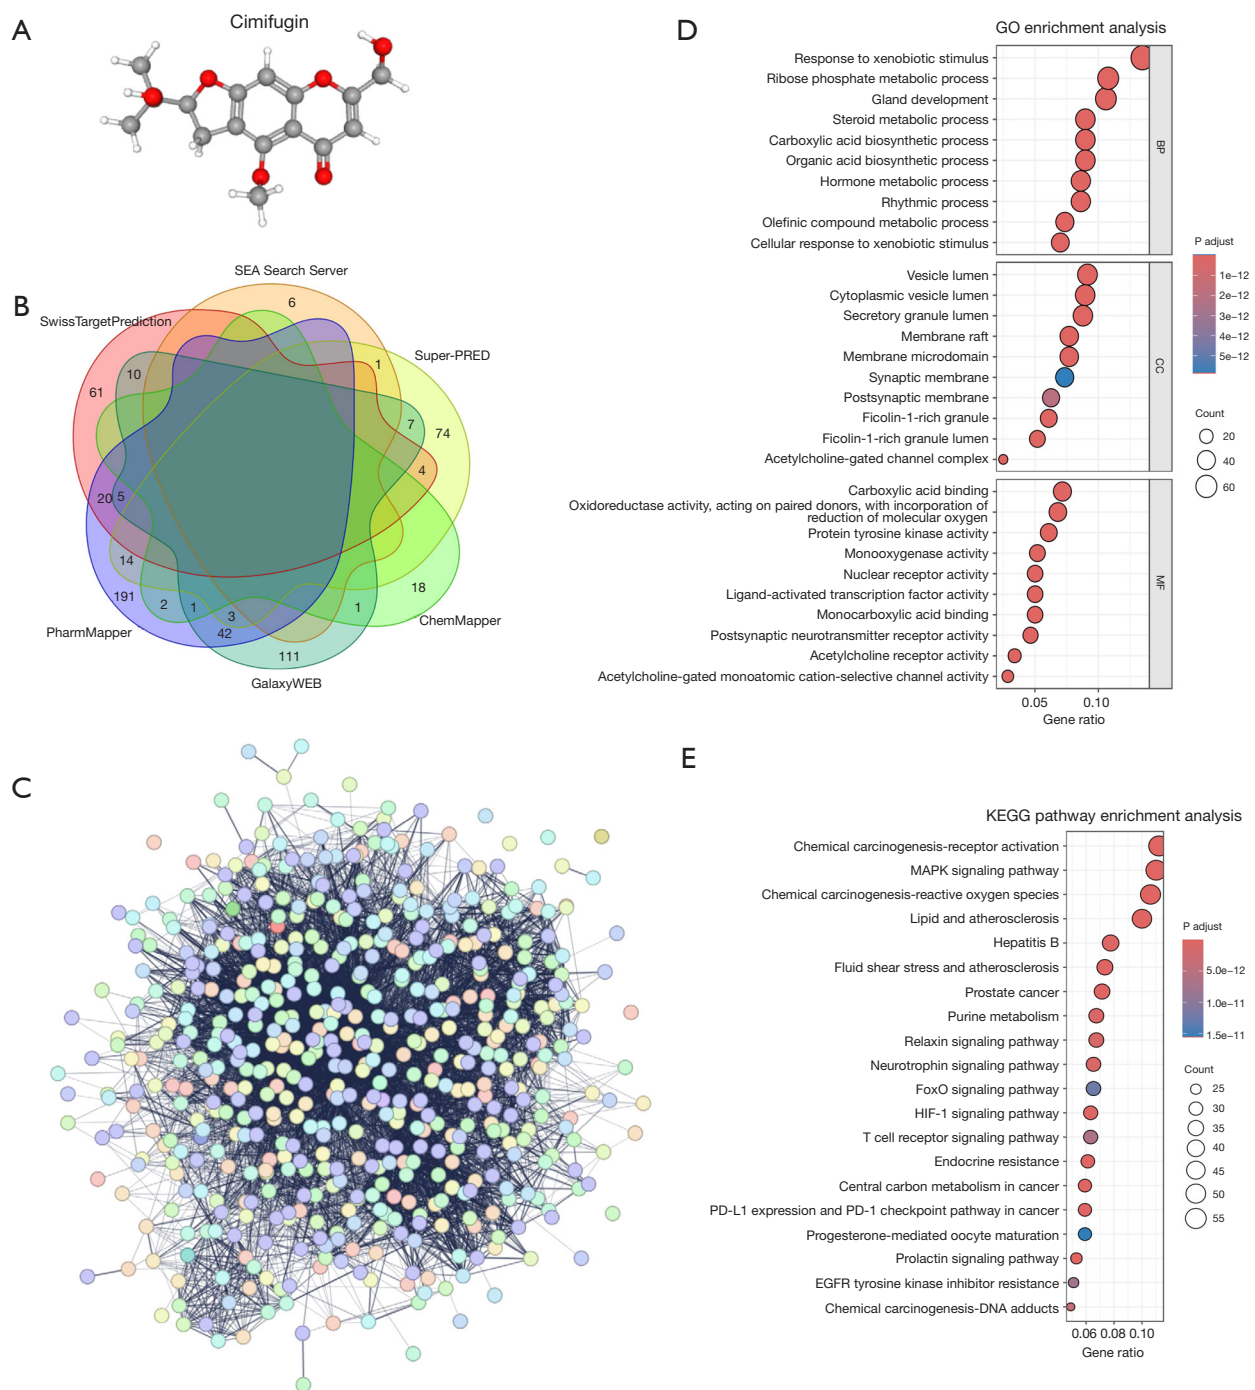 A
Cimifugin
B
SEA Search Server
SwissTargetPrediction
Super-PRED
6
1
10
61
7
74
4
20
5
14
18
191
2
1
3
1
42
111
PharmMapper
ChemMapper
GalaxyWEB
C
D
GO enrichment analysis
Response to xenobiotic stimulus
Ribose phosphate metabolic process
Gland development
Steroid metabolic process
Carboxylic acid biosynthetic process
Organic acid biosynthetic process
Hormone metabolic process
Rhythmic process
Olefinic compound metabolic process
Cellular response to xenobiotic stimulus
BP
Vesicle lumen
Cytoplasmic vesicle lumen
Secretory granule lumen
Membrane raft
Membrane microdomain
Synaptic membrane
Postsynaptic membrane
Ficolin-1-rich granule
Ficolin-1-rich granule lumen
Acetylcholine-gated channel complex
CC
Carboxylic acid binding
Oxidoreductase activity, acting on paired donors, with incorporation of
reduction of molecular oxygen
Protein tyrosine kinase activity
Monooxygenase activity
Nuclear receptor activity
Ligand-activated transcription factor activity
Monocarboxylic acid binding
Postsynaptic neurotransmitter receptor activity
Acetylcholine receptor activity
Acetylcholine-gated monoatomic cation-selective channel activity
MF
0.05 0.10
Gene ratio
P adjust
1e-12
2e-12
3e-12
4e-12
5e-12
Count
20
40
60
E
KEGG pathway enrichment analysis
Chemical carcinogenesis-receptor activation
MAPK signaling pathway
Chemical carcinogenesis-reactive oxygen species
Lipid and atherosclerosis
Hepatitis B
Fluid shear stress and atherosclerosis
Prostate cancer
Purine metabolism
Relaxin signaling pathway
Neurotrophin signaling pathway
FoxO signaling pathway
HIF-1 signaling pathway
T cell receptor signaling pathway
Endocrine resistance
Central carbon metabolism in cancer
PD-L1 expression and PD-1 checkpoint pathway in cancer
Progesterone-mediated oocyte maturation
Prolactin signaling pathway
EGFR tyrosine kinase inhibitor resistance
Chemical carcinogenesis-DNA adducts
0.06 0.08 0.10
Gene ratio
P adjust
5.0e-12
1.0e-11
1.5e-11
Count
25
30
35
40
45
50
55